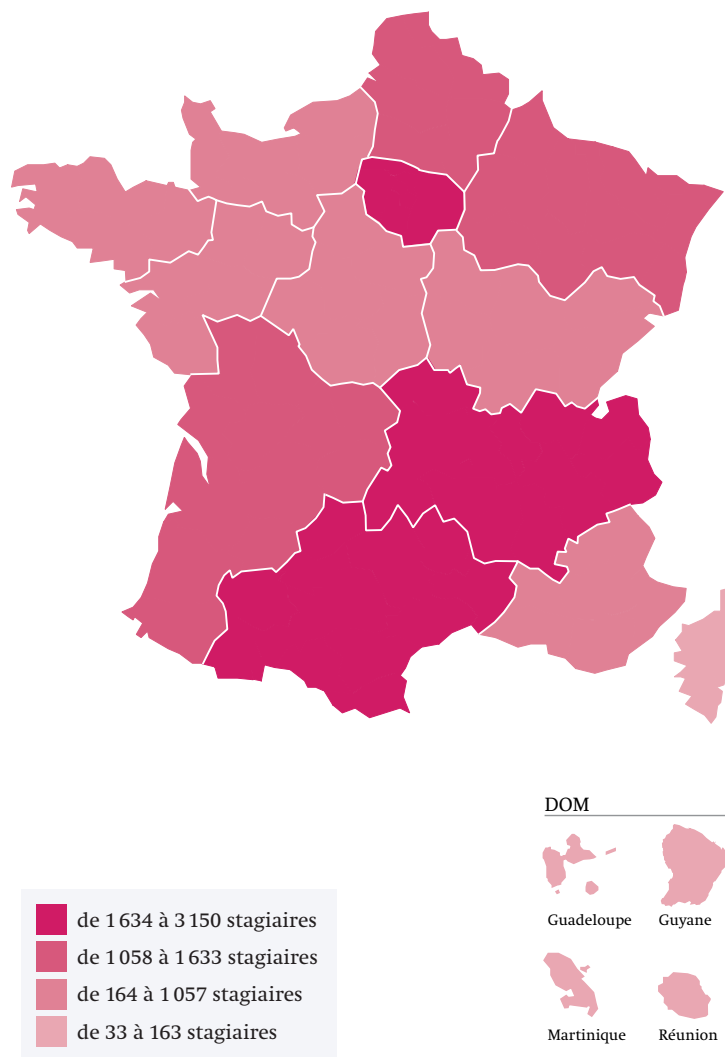 DOM
Guadeloupe Guyane
Martinique Réunion
de 1 634 à 3 150 stagiaires
de 1 058 à 1 633 stagiaires
de 164 à 1 057 stagiaires
de 33 à 163 stagiaires